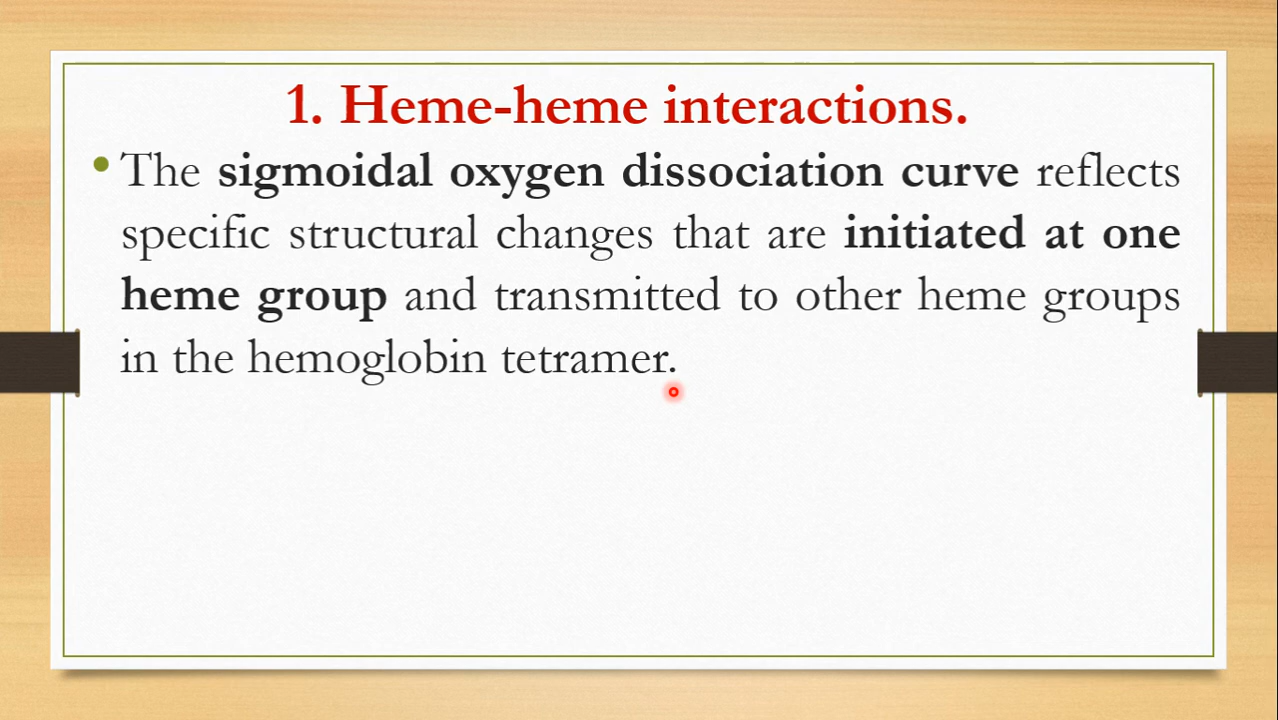 1. Heme-heme interactions.
• The sigmoidal oxygen dissociation curve reflects
specific structural changes that are initiated at one
heme group and transmitted to other heme groups
in the hemoglobin tetramer.